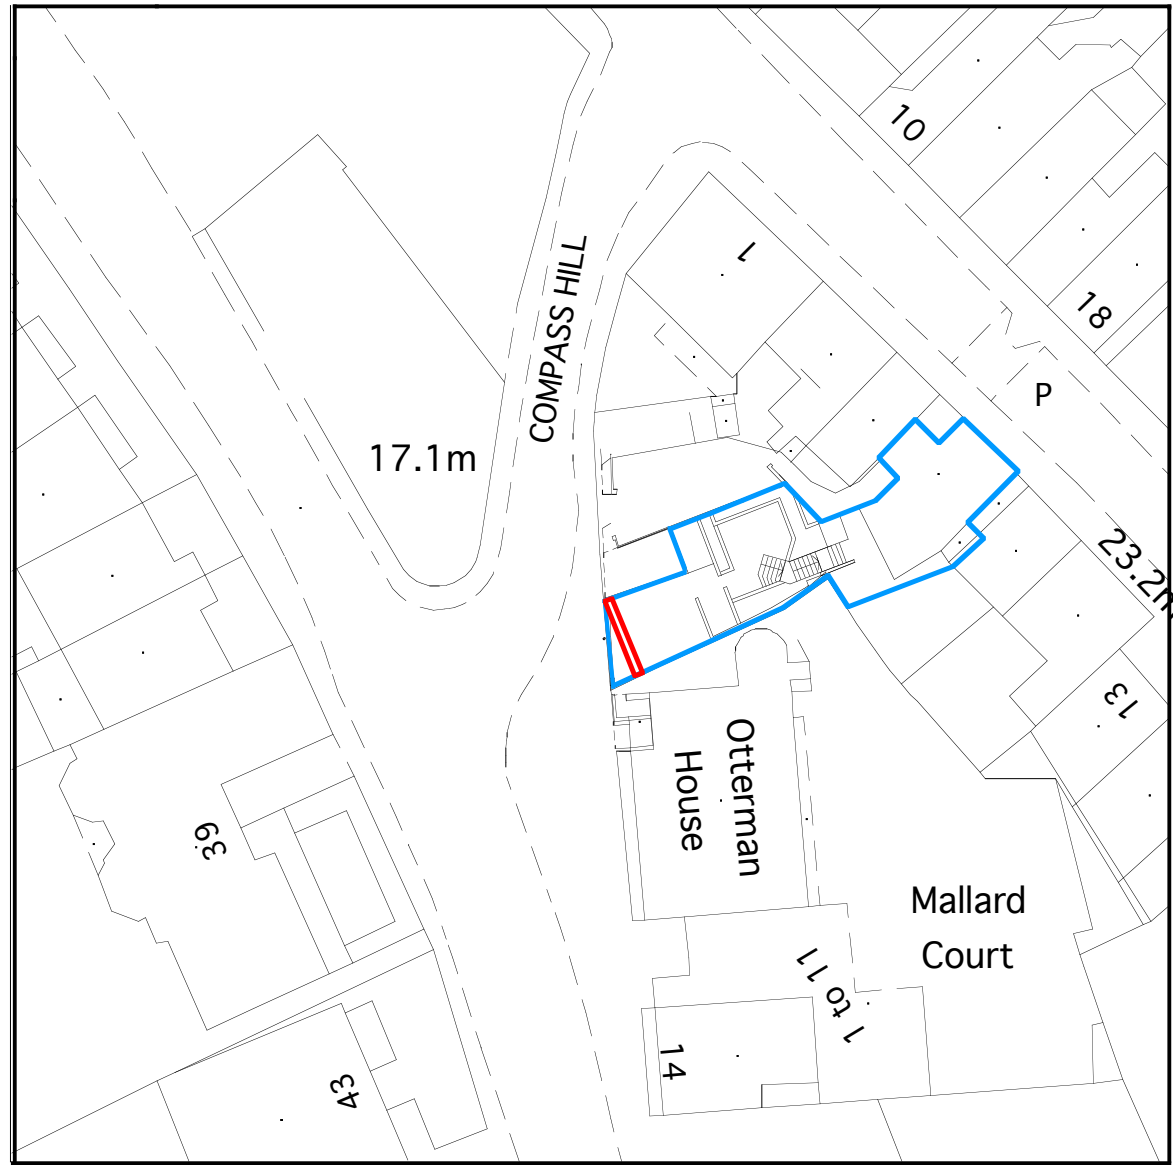 10
1
18
P
COMPASS HILL
17.1m
23.2m
13
Otterman
House
39
Mallard
Court
1 to 11
14
43